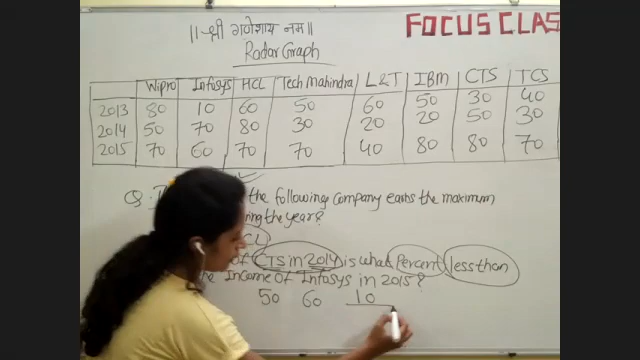 ||श्री गणेशाय नमः||
FOCUS CLAS
Radar Graph
Wipro Infosys HCL Tech Mahindra L&T IBM CTS TCS
2013 80 10 60 50 60 50 30 40
2014 50 70 80 30 20 20 50 30
2015 70 60 70 70 40 80 80 70
Q. the following company earts the maximum
the year?
CL
of CTS in 2014 is what percent less than
the Income Of Infosys in 2015?
50 60 10